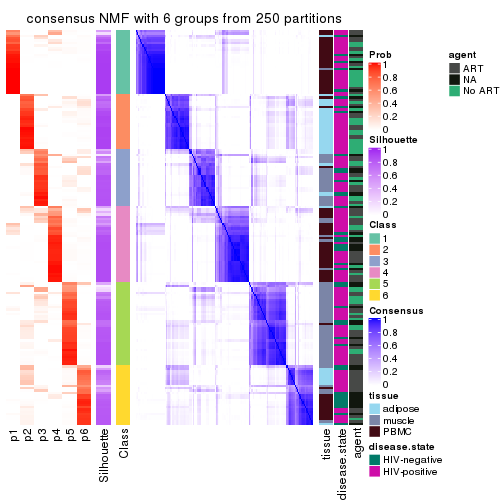 consensus NMF with 6 groups from 250 partitions
p1
p2
p3
p4
p5
p6
Silhouette
Class
tissue
disease.state
agent
Prob
1
0.8
0.6
0.4
0.2
0
Silhouette
1
0.8
0.6
0.4
0.2
0
Class
1
2
3
4
5
6
Consensus
1
0.8
0.6
0.4
0.2
0
tissue
adipose
muscle
PBMC
disease.state
HIV-negative
HIV-positive
agent
ART
NA
No ART